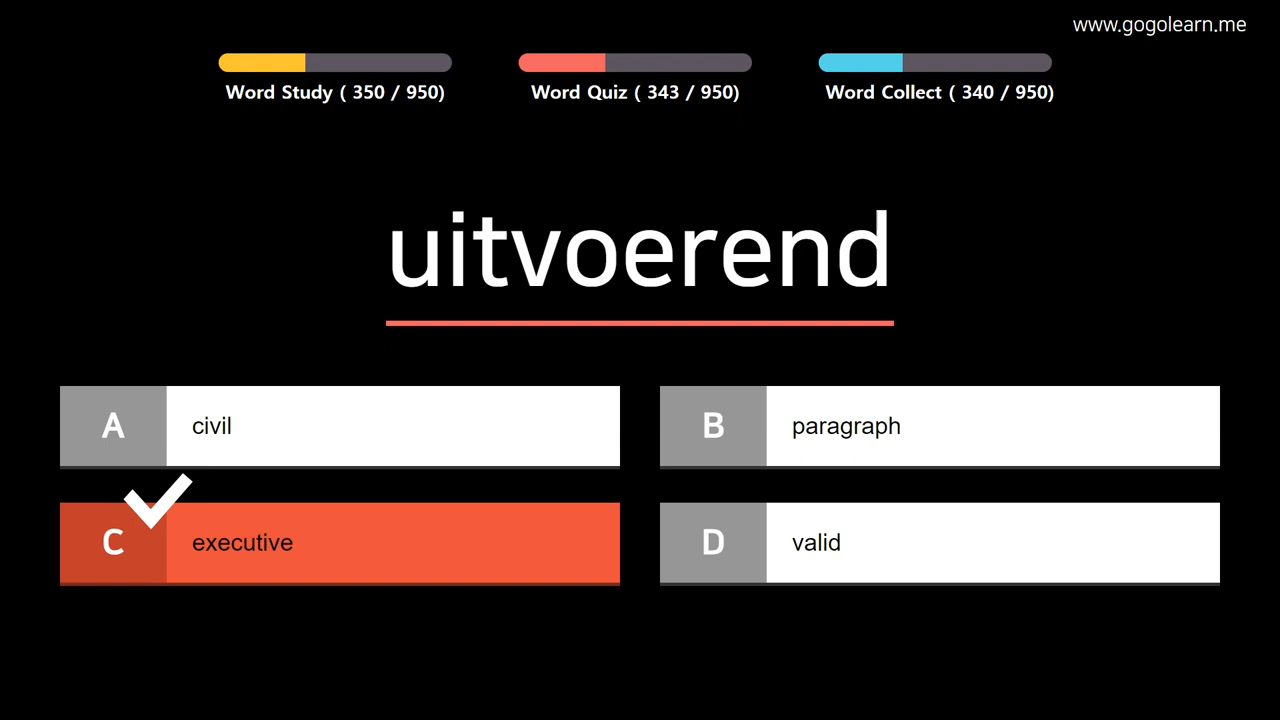 www.gogolearn.me
Word Study ( 350 / 950)
Word Quiz ( 343 / 950)
Word Collect ( 340 / 950)
uitvoerend
A
civil
B
paragraph
C
executive
D
valid